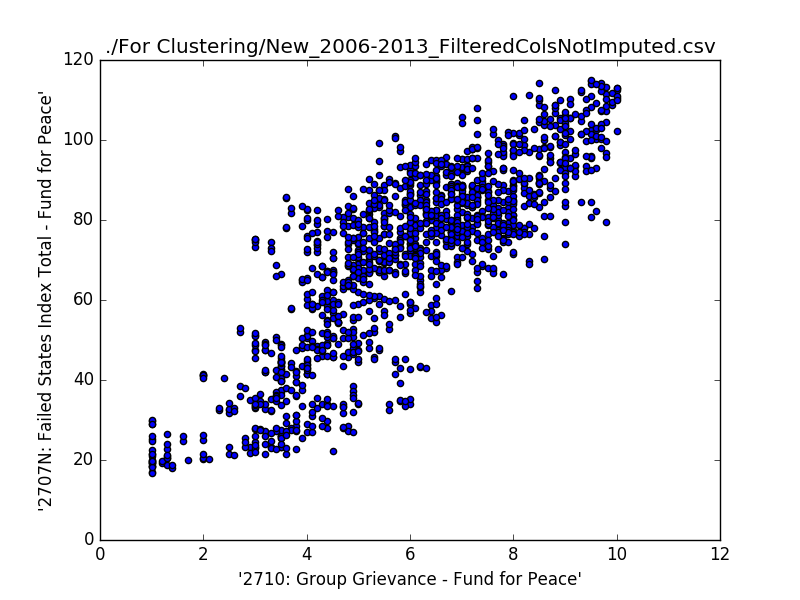 ./For Clustering/New_2006-2013_FilteredColsNotImputed.csv
120
100
80
60
40
20
0
'2707N: Failed States Index Total - Fund for Peace'
0 2 4 6 8 10 12
'2710: Group Grievance - Fund for Peace'